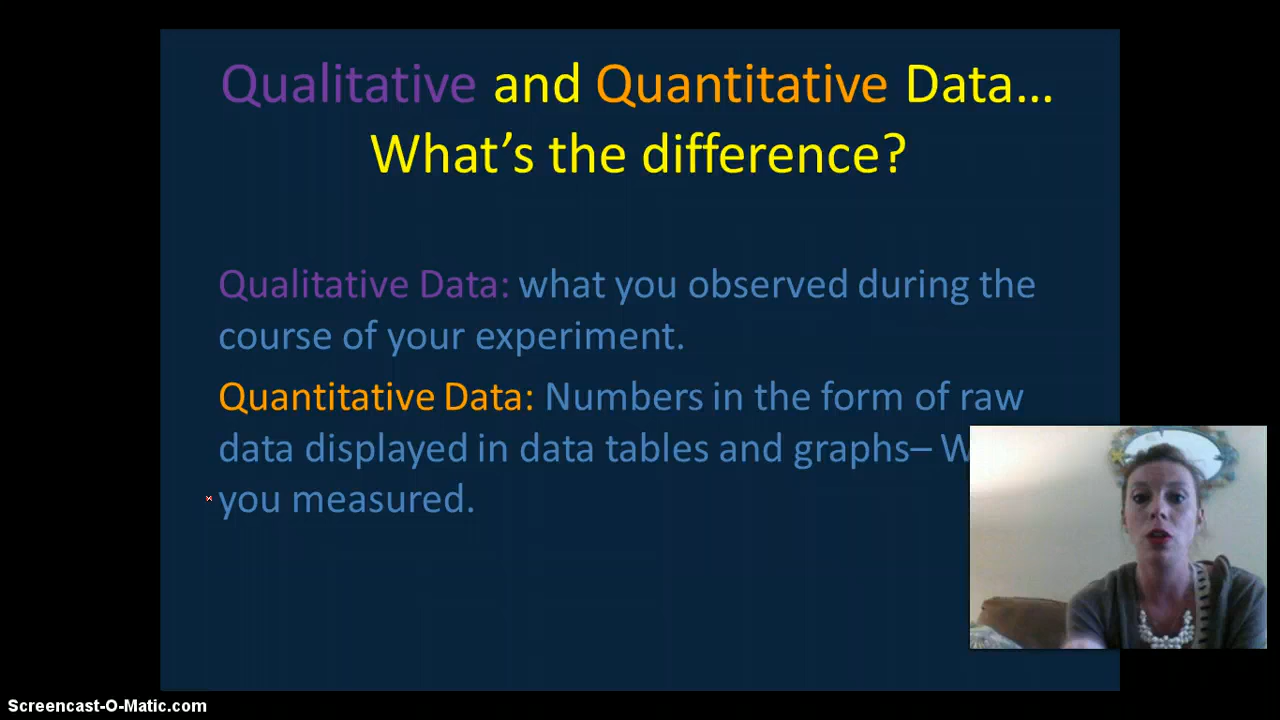 Qualitative and Quantitative Data...
What's the difference?
Qualitative Data: what you observed during the
course of your experiment.
Quantitative Data: Numbers in the form of raw
data displayed in data tables and graphs–
you measured.
Screencast-O-Matic.com